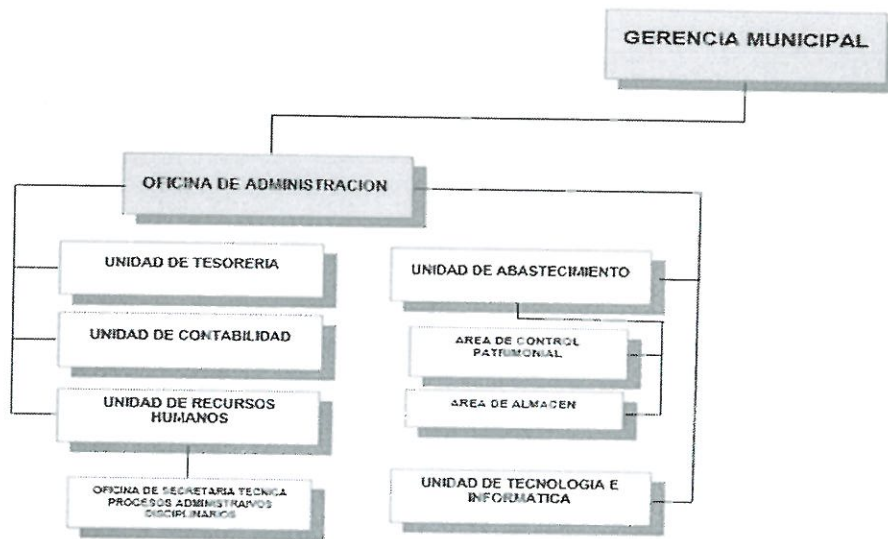 GERENCIA MUNICIPAL
OFICINA DE ADMINISTRACION
UNIDAD DE TESORERIA
UNIDAD DE CONTABILIDAD
UNIDAD DE RECURSOS
HUMANOS
OFICINA DE SECRETARIA TECNICA
PROCESOS ADMINISTRAIVOS
DISCIPLINARIOS
UNIDAD DE ABASTECIMIENTO
AREA DE CONTROL
PATRIMONIAL
AREA DE ALMACEN
UNIDAD DE TECNOLOGIA E
INFORMATICA